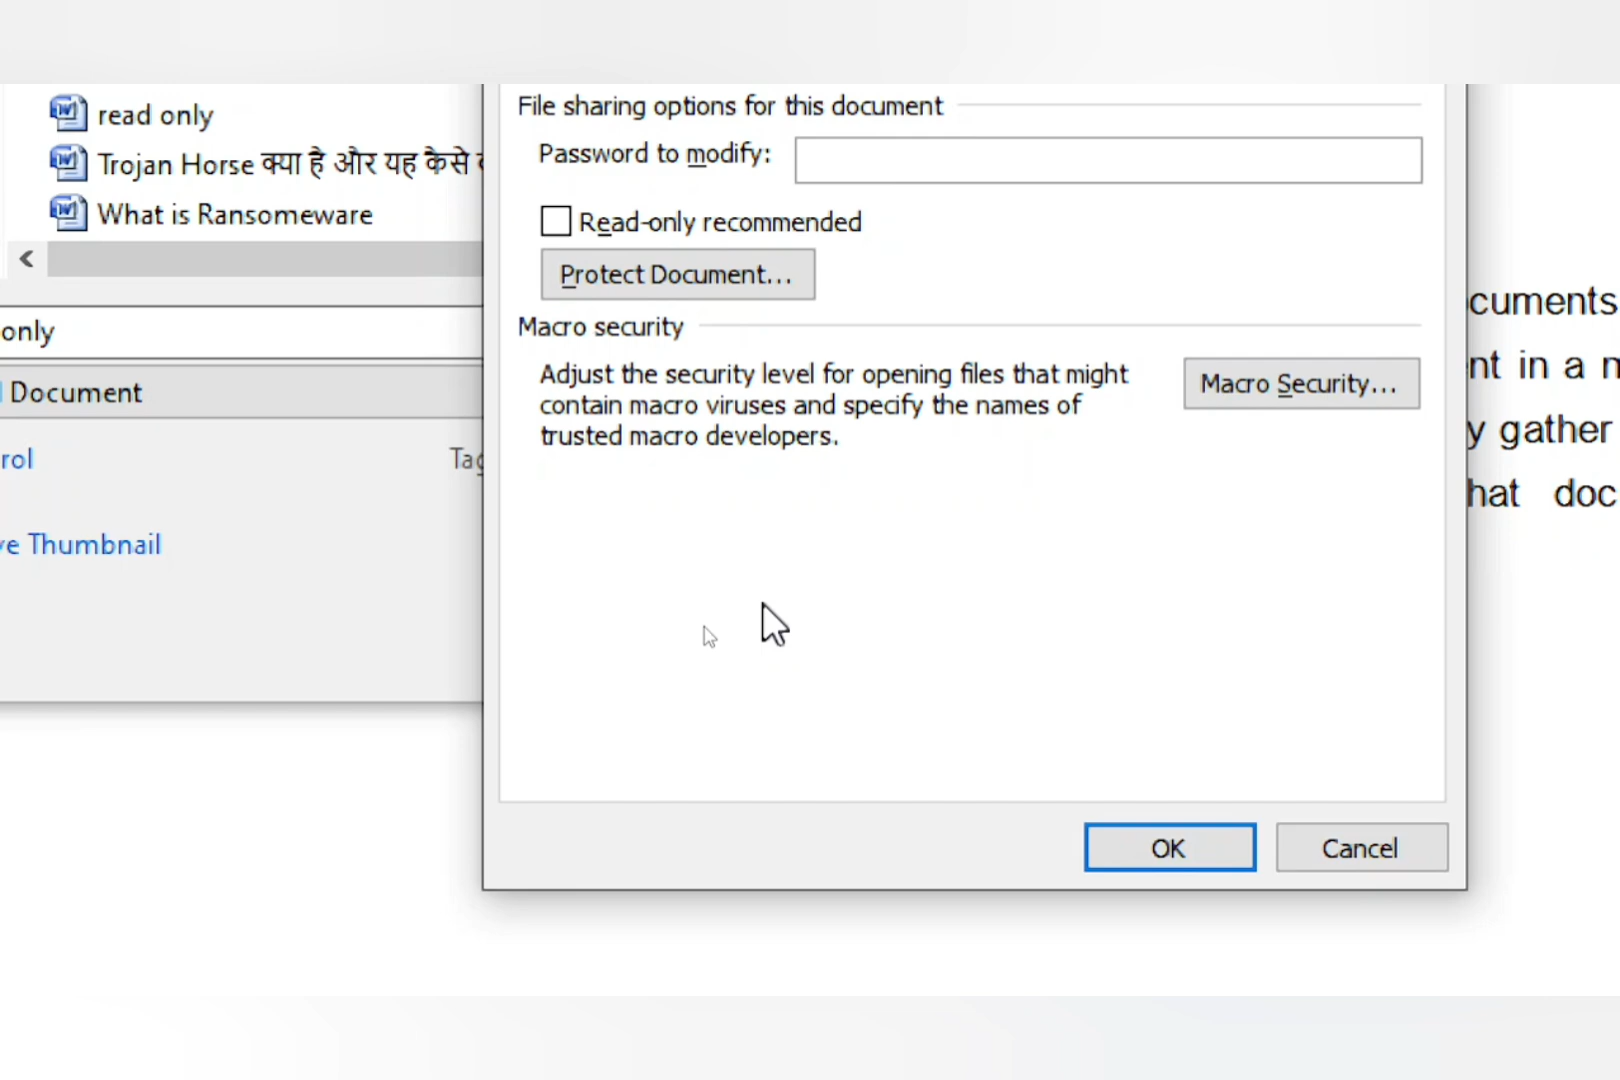 read only
Trojan Horse क्या है और यह कैसे
What is Ransomeware
only
Document
rol
Tag
ve Thumbnail
File sharing options for this document
Password to modify:
Read-only recommended
Protect Document...
Macro security
Adjust the security level for opening files that might
contain macro viruses and specify the names of
trusted macro developers.
Macro Security...
OK
Cancel
cuments
nt in a
y gather
hat doc